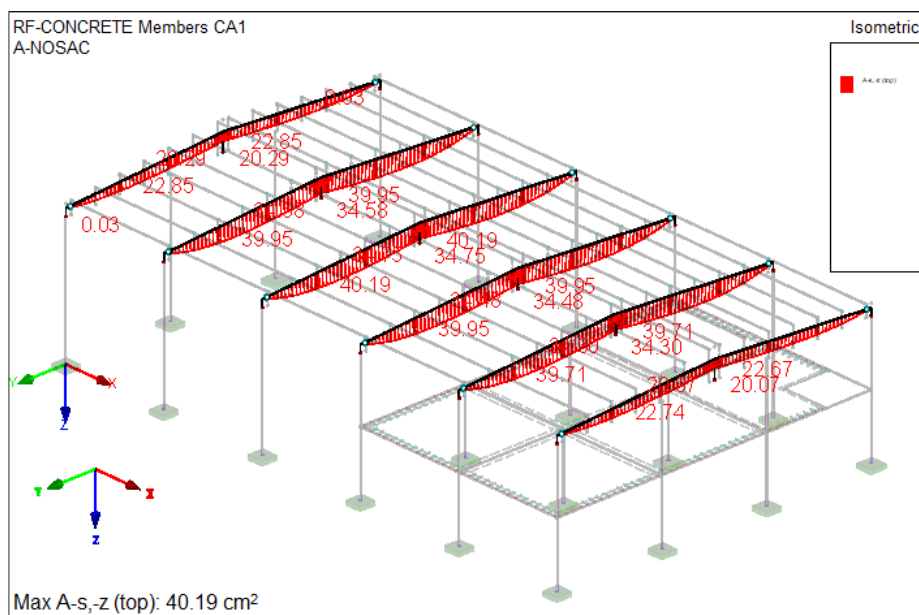 RF-CONCRETE Members CA1
A-NOSAC
Isometric
A-s,-z (top)
22.85
20.29
22.85
0.03
39.95
34.58
39.95
40.19
34.75
40.19
39.95
34.48
39.95
39.71
34.30
39.71
22.67
20.07
22.74
Y
X
Z
Y
X
Z
Max A-s,-z (top): 40.19 cm²